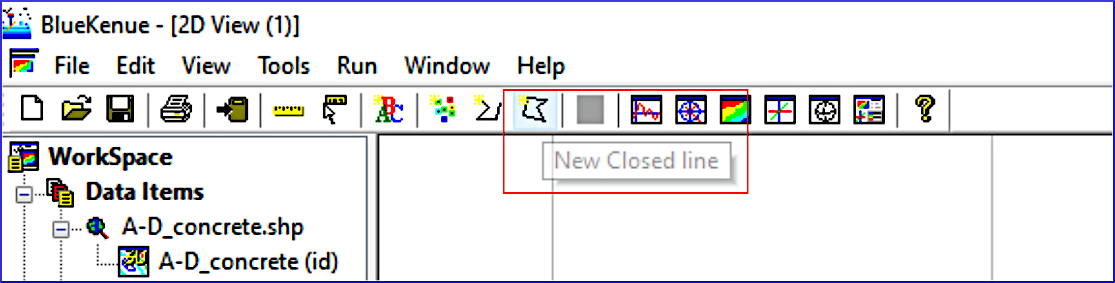 BlueKenue - [2D View (1)]
File Edit View Tools Run Window Help
ABC
New Closed line
WorkSpace
Data Items
A-D_concrete.shp
A-D_concrete (id)